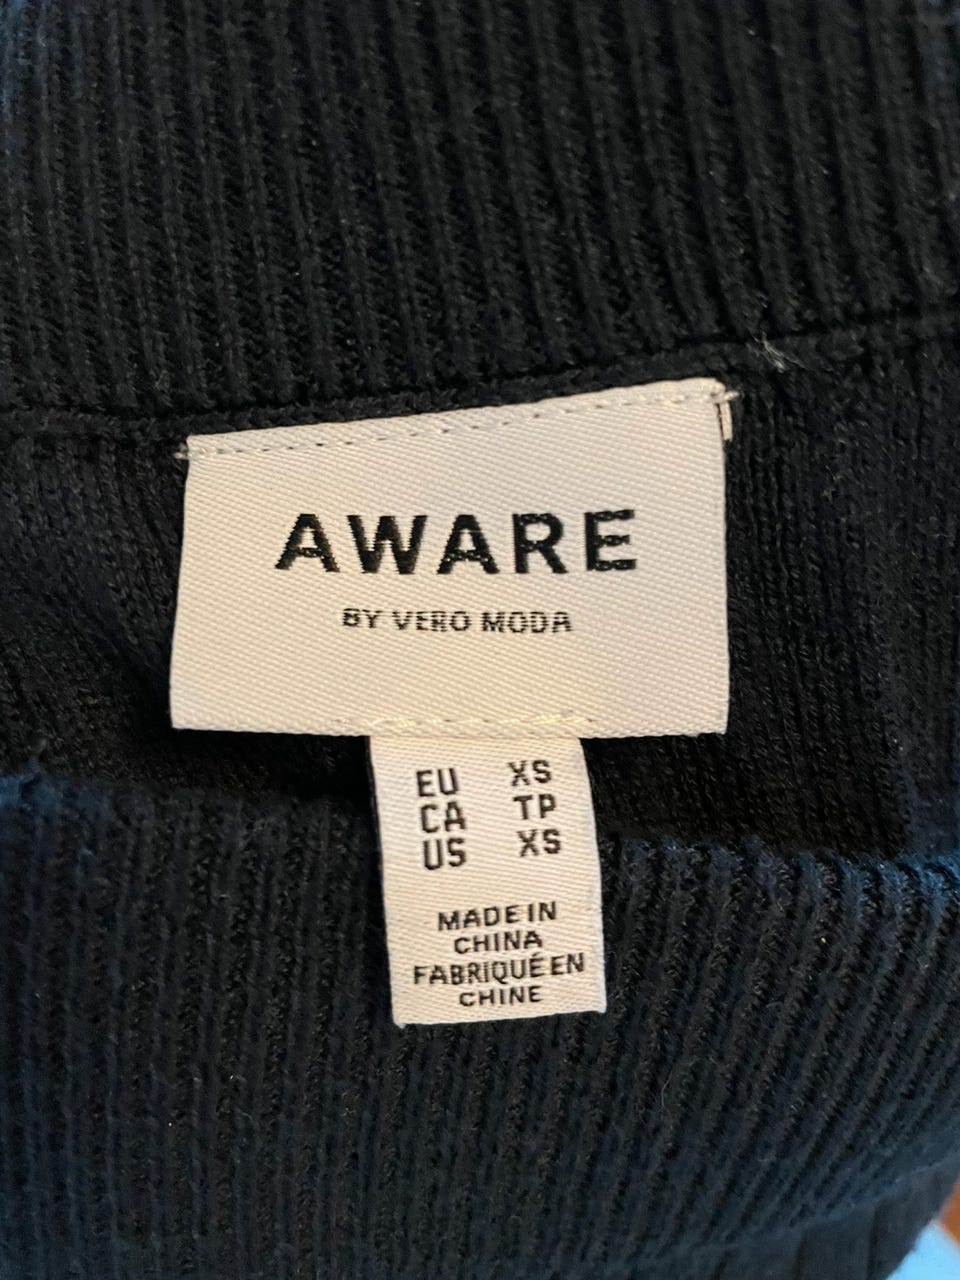 AWARE
BY VERO MODA
EU XS
CA TP
US XS
MADE IN
CHINA
FABRIQUÉ EN
CHINE